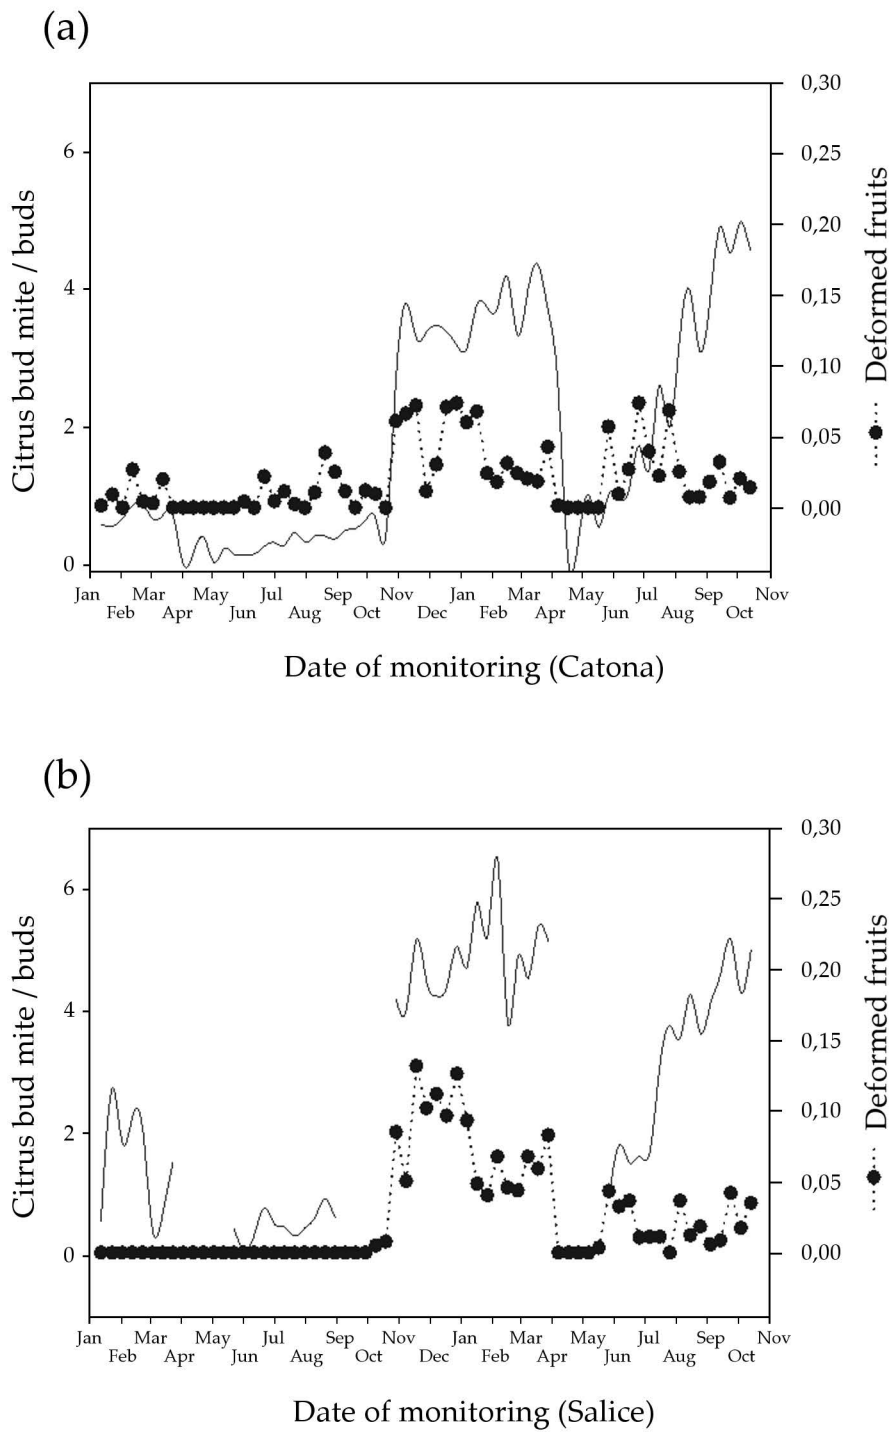 (a)
0,30
6
0,25
0,20
4
0,15
0,10
2
0,05
0,00
0
Citrus bud mite / buds
Deformed fruits
Jan Mar May Jul Sep Nov Jan Mar May Jul Sep Nov
Feb Apr Jun Aug Oct Dec Feb Apr Jun Aug Oct
Date of monitoring (Catona)
(b)
0,30
6
0,25
0,20
4
0,15
0,10
2
0,05
0
0,00
Citrus bud mite / buds
Deformed fruits
Jan Mar May Jul Sep Nov Jan Mar May Jul Sep Nov
Feb Apr Jun Aug Oct Dec Feb Apr Jun Aug Oct
Date of monitoring (Salice)